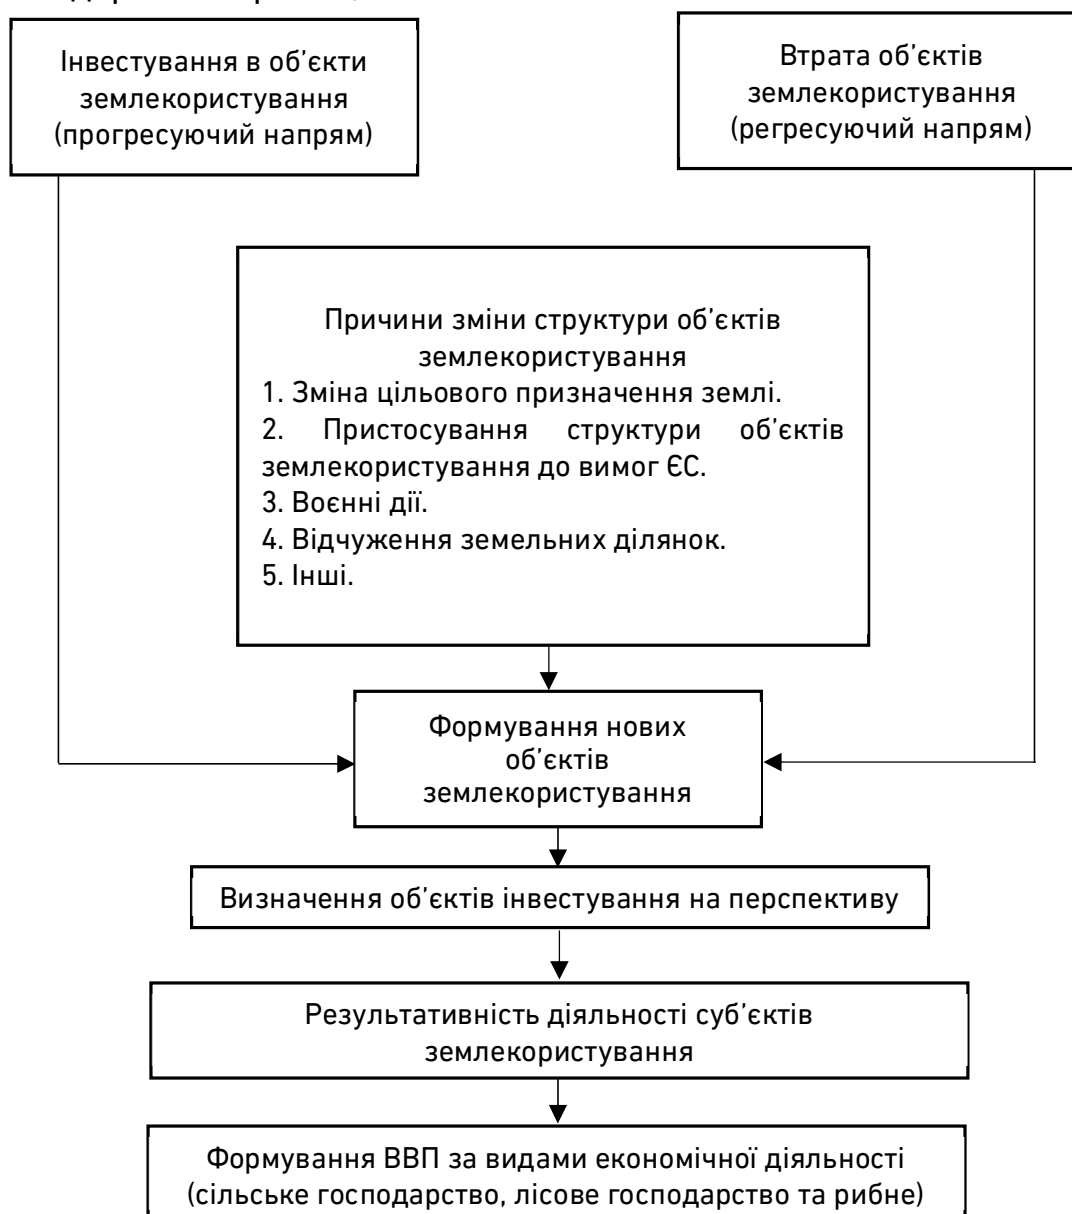 Інвестування в об’єкти
землекористування
(прогресуючий напрям)
Втрата об’єктів
землекористування
(регресуючий напрям)
Причини зміни структури об’єктів
землекористування
1. Зміна цільового призначення землі.
2. Пристосування структури об’єктів
землекористування до вимог ЄС.
3. Воєнні дії.
4. Відчуження земельних ділянок.
5. Інші.
Формування нових
об’єктів
землекористування
Визначення об’єктів інвестування на перспективу
Результативність діяльності суб’єктів
землекористування
Формування ВВП за видами економічної діяльності
(сільське господарство, лісове господарство та рибне)